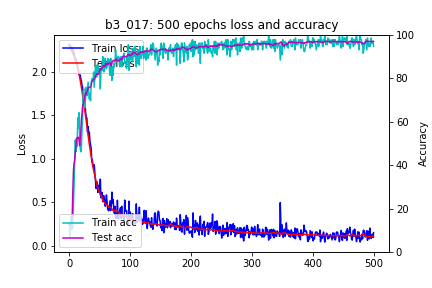 b3_017: 500 epochs loss and accuracy
Train loss
Test loss
Train acc
Test acc
Loss
Accuracy
2.0
1.5
1.0
0.5
0.0
100
80
60
40
20
0
0 100 200 300 400 500